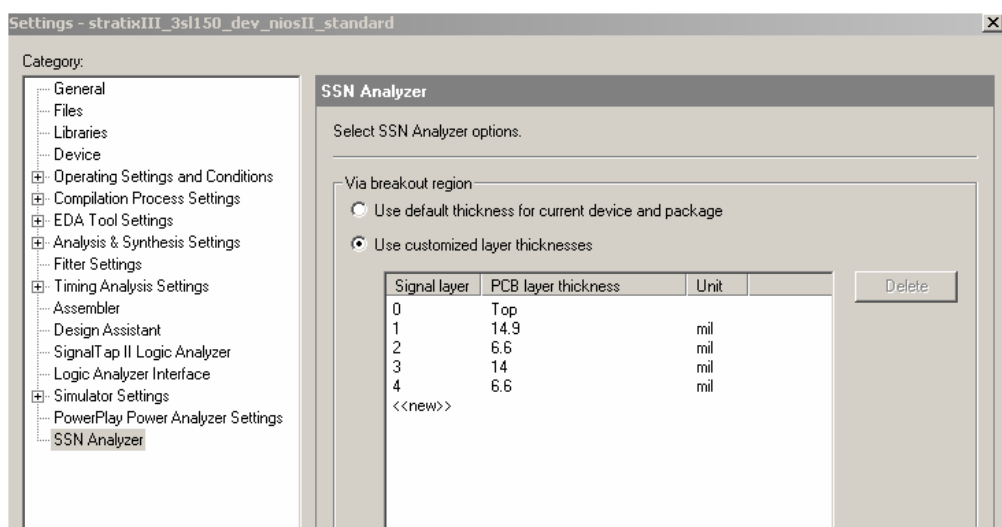 Settings - stratixIII_3sl150_dev_niosII_standard
Category:
General
Files
Libraries
Device
Operating Settings and Conditions
Compilation Process Settings
EDA Tool Settings
Analysis & Synthesis Settings
Fitter Settings
Timing Analysis Settings
Assembler
Design Assistant
SignalTap II Logic Analyzer
Logic Analyzer Interface
Simulator Settings
PowerPlay Power Analyzer Settings
SSN Analyzer
SSN Analyzer
Select SSN Analyzer options.
Via breakout region
Use default thickness for current device and package
Use customized layer thicknesses
Signal layer PCB layer thickness Unit
0 Top
1 14.9 mil
2 6.6 mil
3 14 mil
4 6.6 mil
<<new>>
Delete